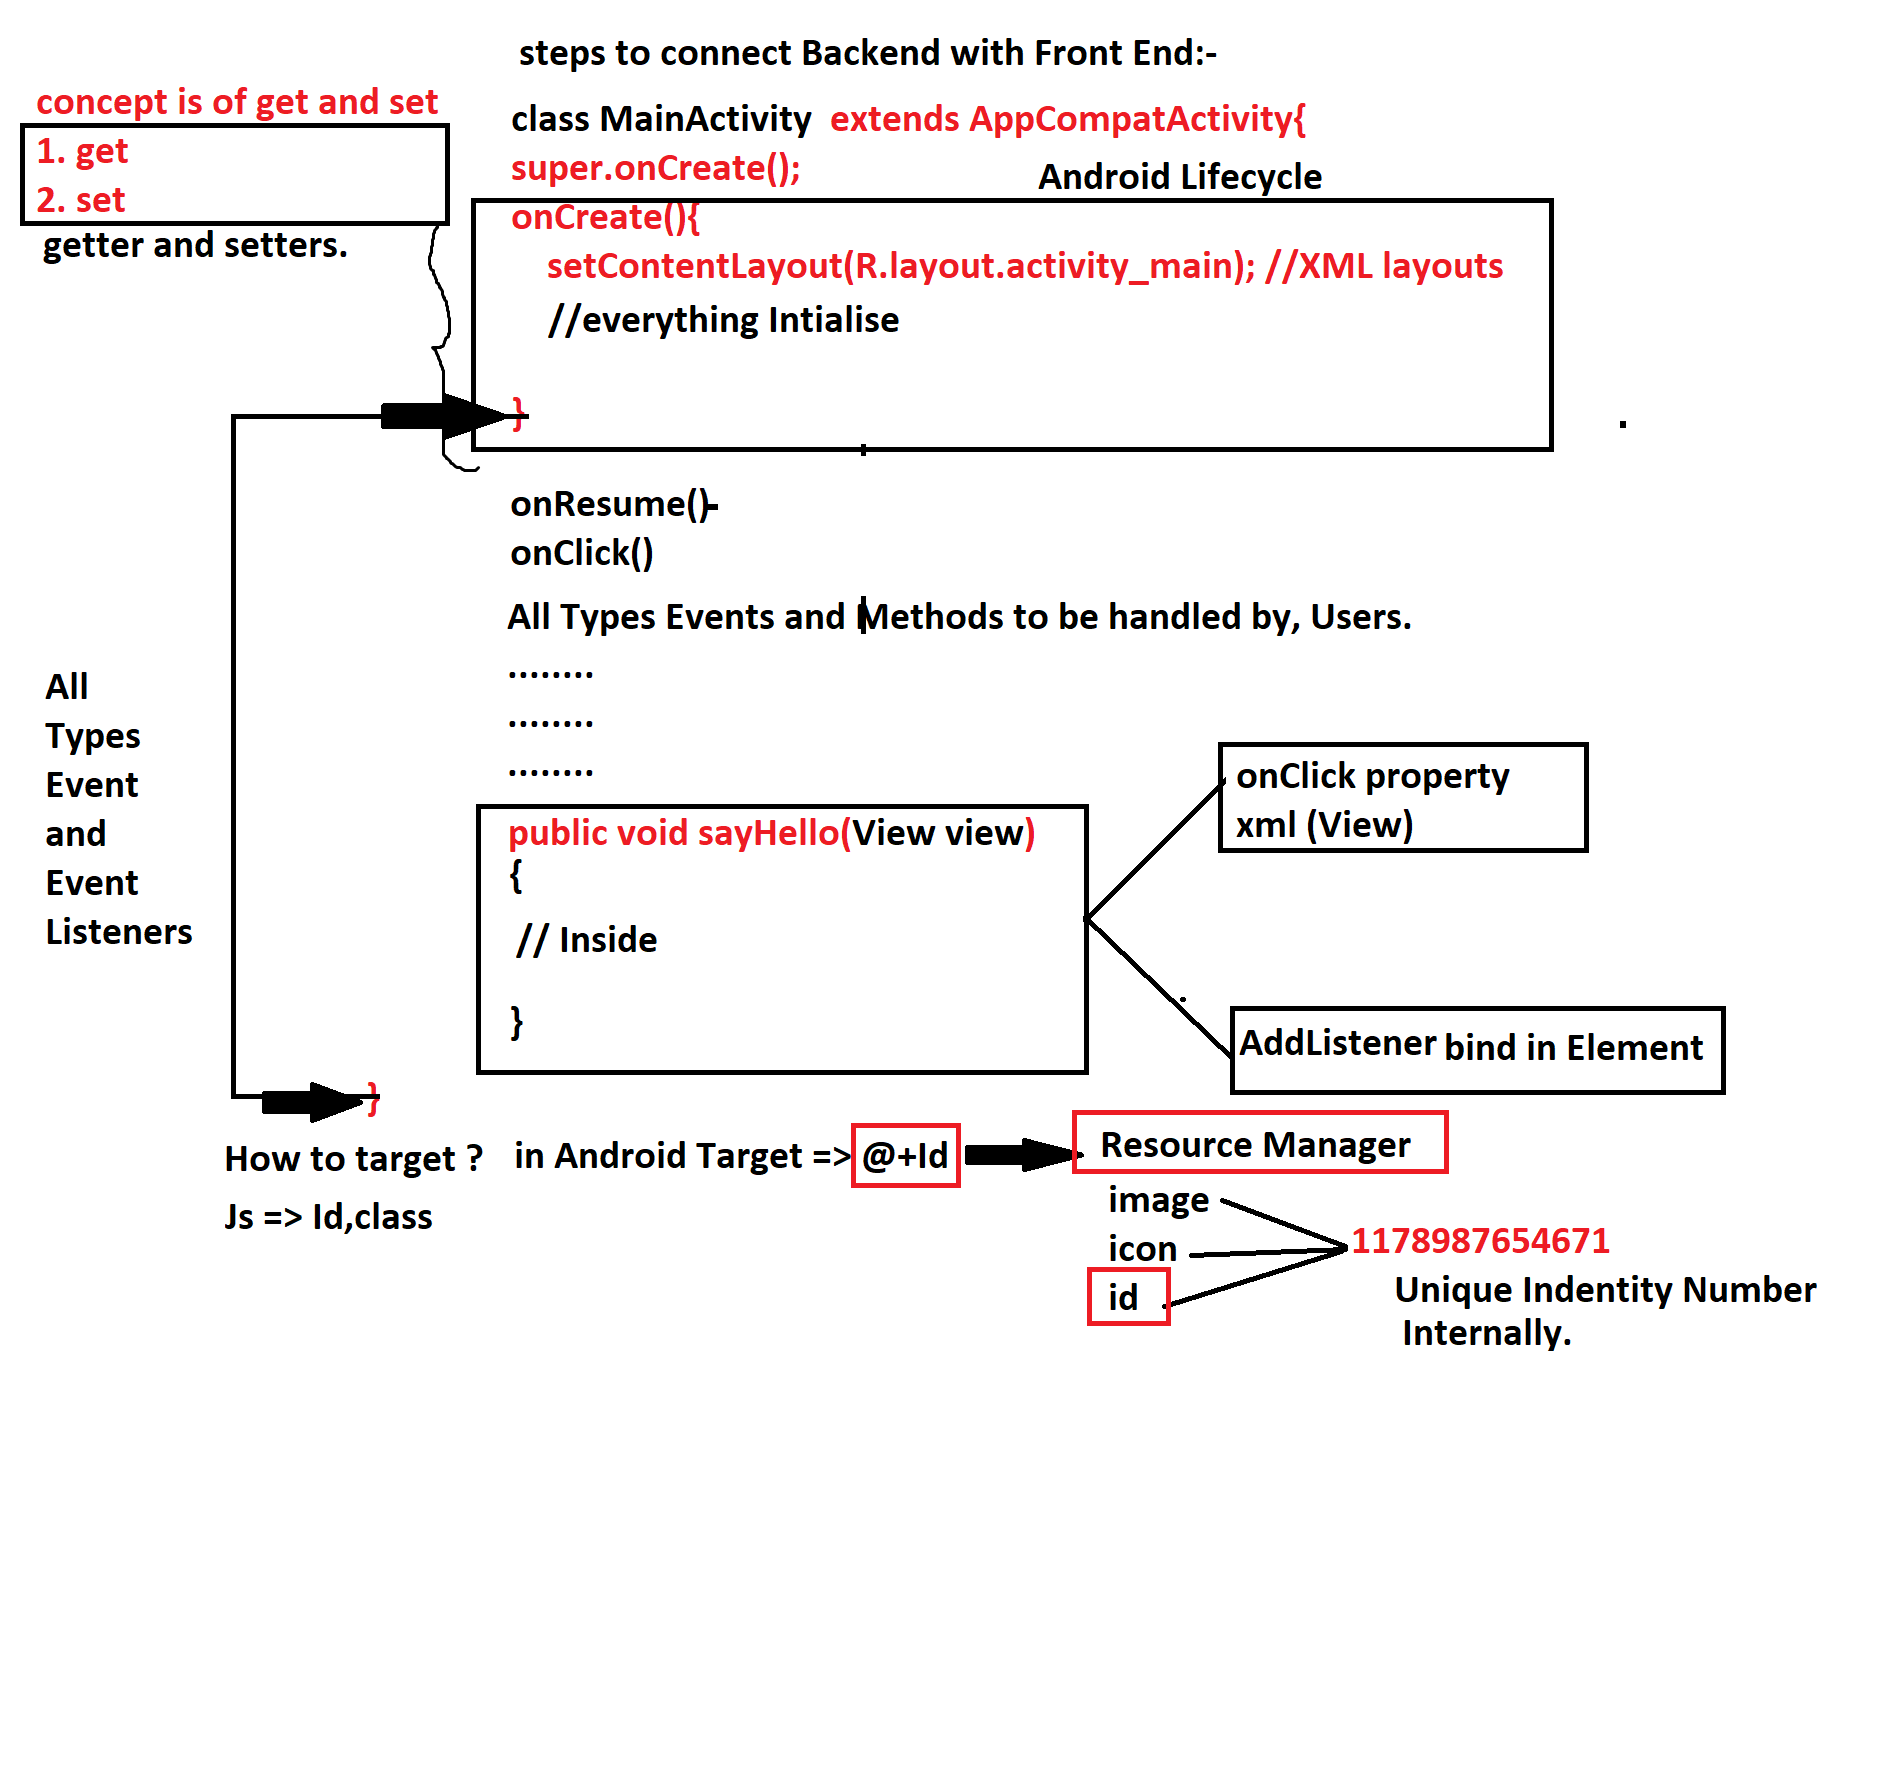 steps to connect Backend with Front End:-
concept is of get and set
1. get
2. set
getter and setters.
class MainActivity extends AppCompatActivity{
super.onCreate();
Android Lifecycle
onCreate(){
setContentLayout(R.layout.activity_main); //XML layouts
//everything Intialise
}
onResume()
onClick()
All Types Events and Methods to be handled by, Users.
........
........
........
All
Types
Event
and
Event
Listeners
public void sayHello(View view)
{
// Inside
}
onClick property
xml (View)
AddListener bind in Element
}
How to target ? in Android Target => @+Id
Js => Id,class
Resource Manager
image
icon
id
1178987654671
Unique Indentity Number
Internally.